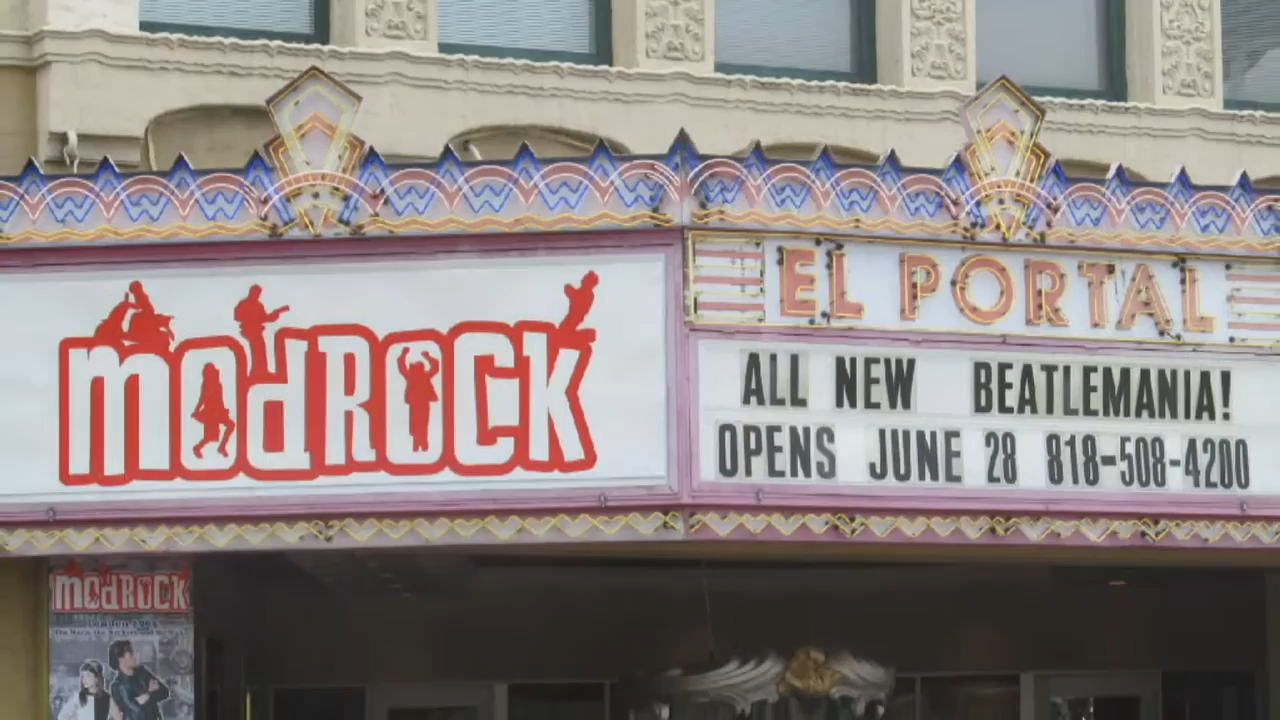 modROCK
EL PORTAL
ALL NEW BEATLEMANIA!
OPENS JUNE 28 818-508-4200
modROCK